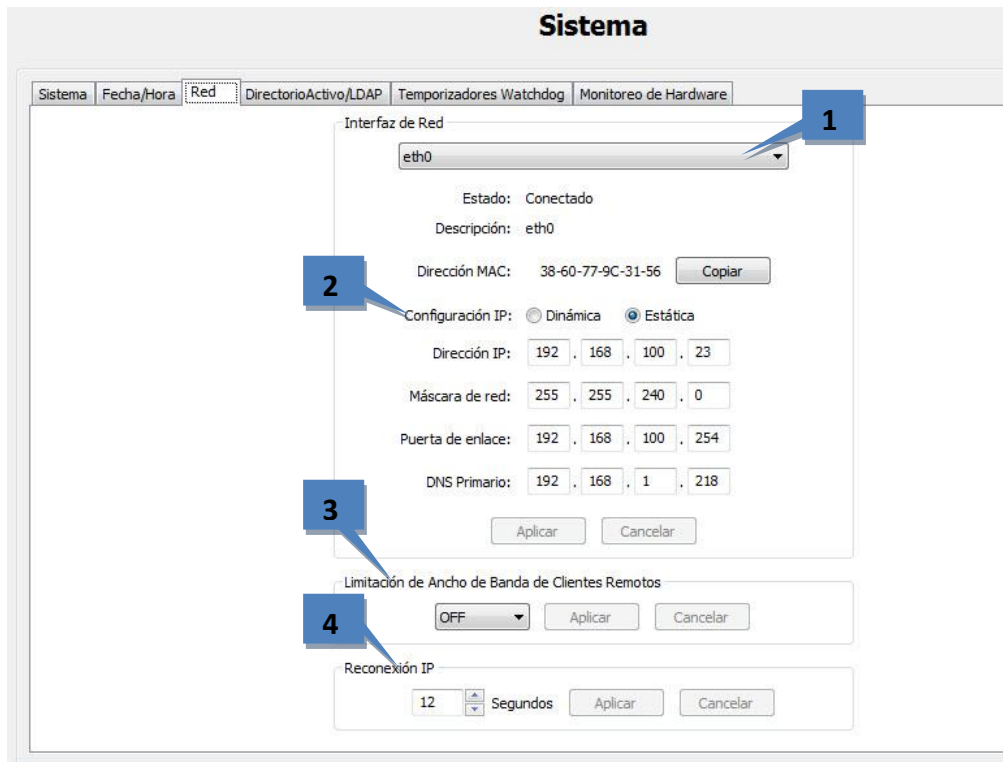 Sistema
Sistema Fecha/Hora Red DirectorioActivo/LDAP Temporizadores Watchdog Monitoreo de Hardware
Interfaz de Red
1
eth0
Estado: Conectado
Descripción: eth0
Dirección MAC: 38-60-77-9C-31-56 Copiar
2
Configuración IP: Dinámica Estática
Dirección IP: 192 . 168 . 100 . 23
Máscara de red: 255 . 255 . 240 . 0
Puerta de enlace: 192 . 168 . 100 . 254
DNS Primario: 192 . 168 . 1 . 218
3
Aplicar Cancelar
Limitación de Ancho de Banda de Clientes Remotos
4
OFF Aplicar Cancelar
Reconexión IP
12 Segundos Aplicar Cancelar